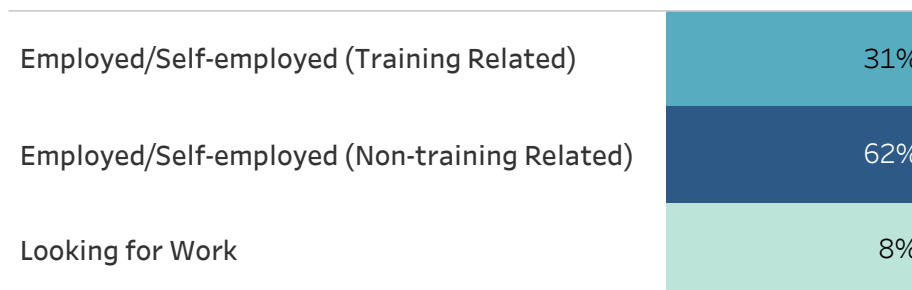 Employed/Self-employed (Training Related) 31%
Employed/Self-employed (Non-training Related) 62%
Looking for Work 8%